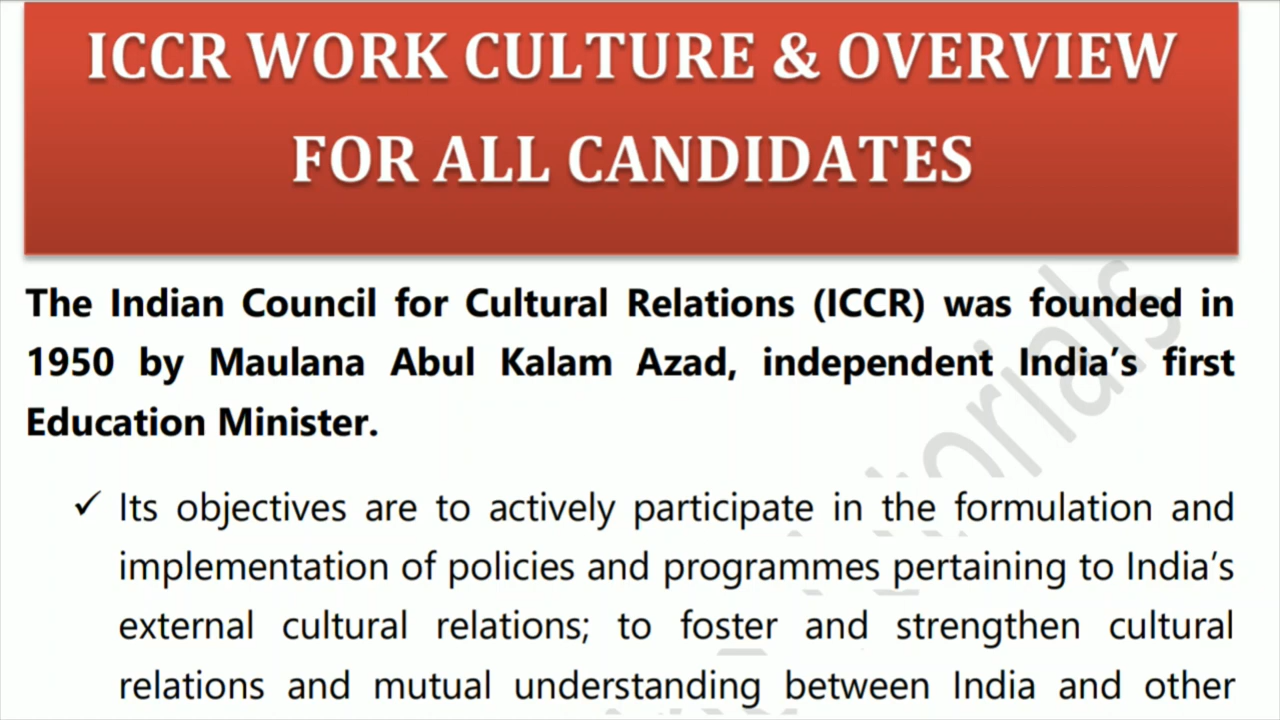 ICCR WORK CULTURE & OVERVIEW
FOR ALL CANDIDATES
The Indian Council for Cultural Relations (ICCR) was founded in
1950 by Maulana Abul Kalam Azad, independent India’s first
Education Minister.
✓ Its objectives are to actively participate in the formulation and
implementation of policies and programmes pertaining to India’s
external cultural relations; to foster and strengthen cultural
relations and mutual understanding between India and other